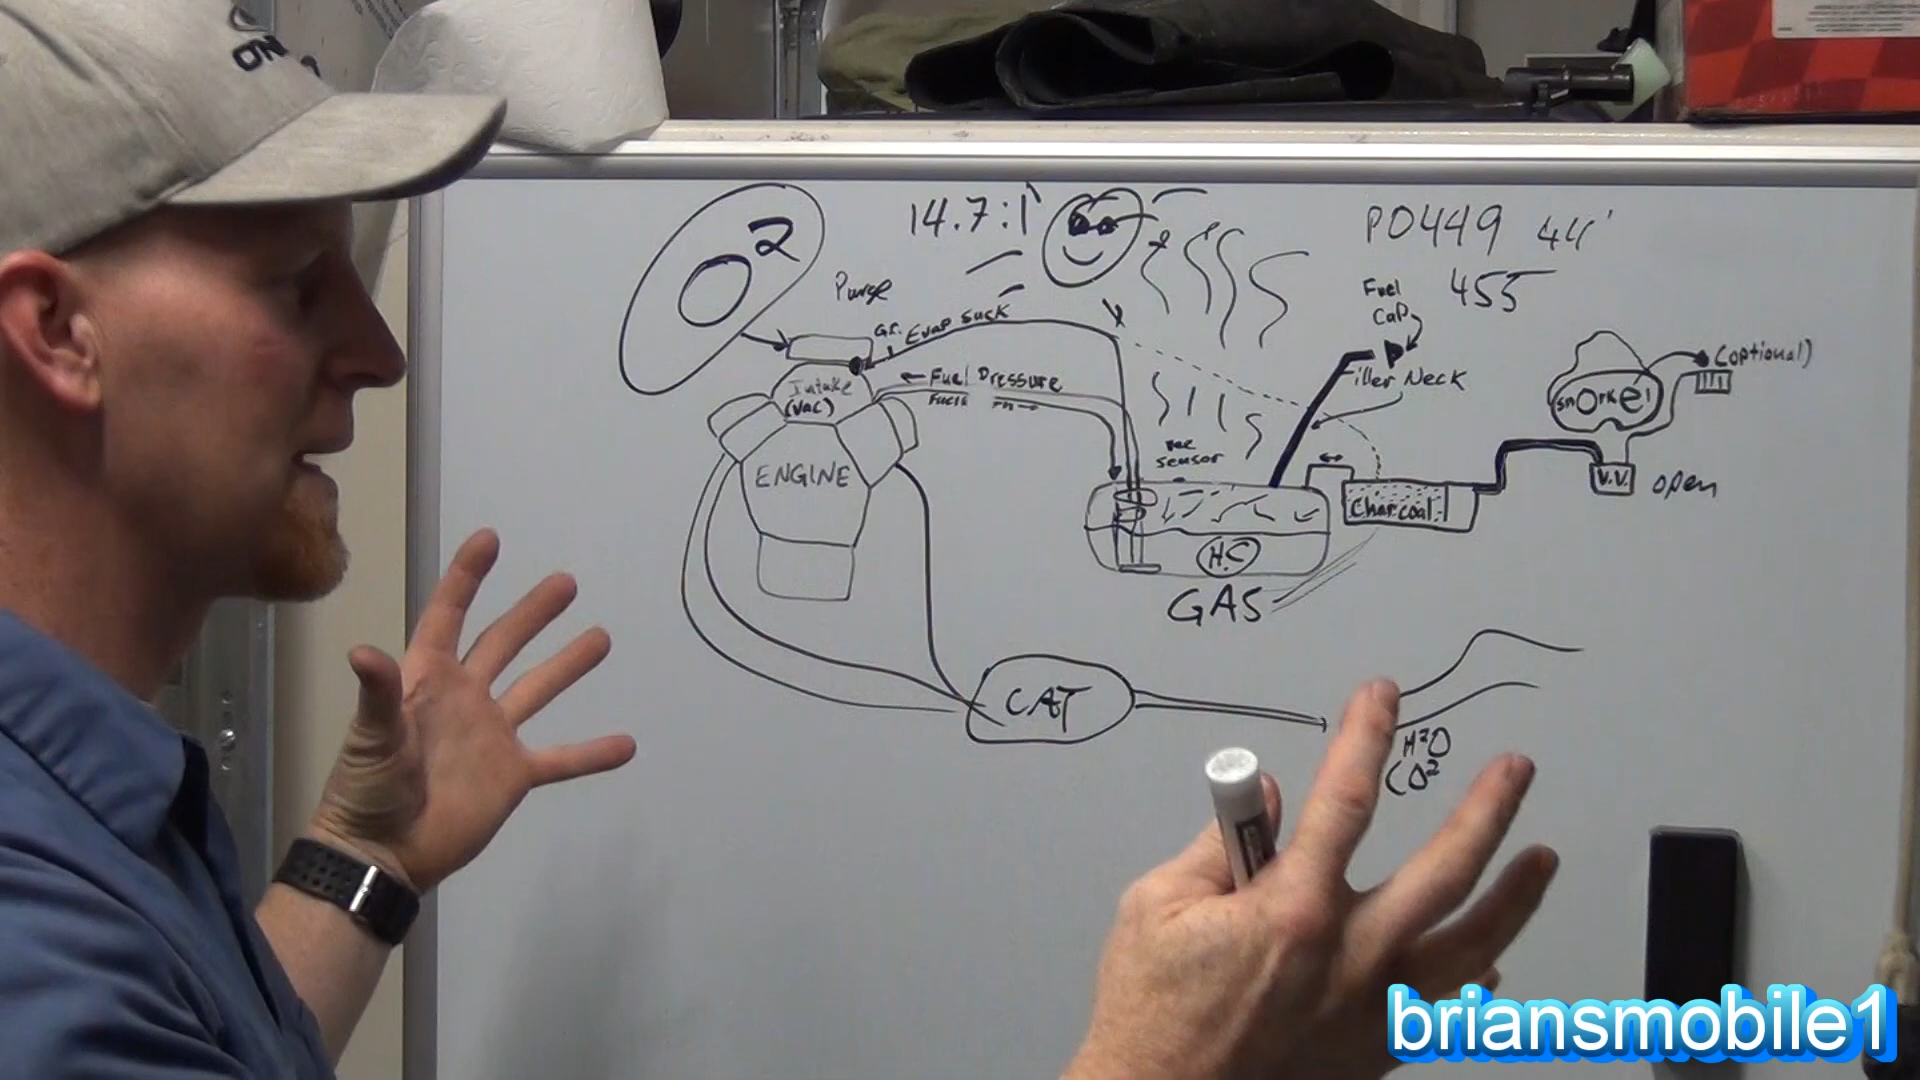 O²
14.7:1
PO449 44'
455
Purge
Evap Suck
Fuel
Cap
(optional)
← Fuel Pressure
Filler Neck
Intake
(vac)
snorkel
sensor
ENGINE
V.V. open
Charcoal
H.C
GAS
CAT
H²O
CO²
briansmobile1